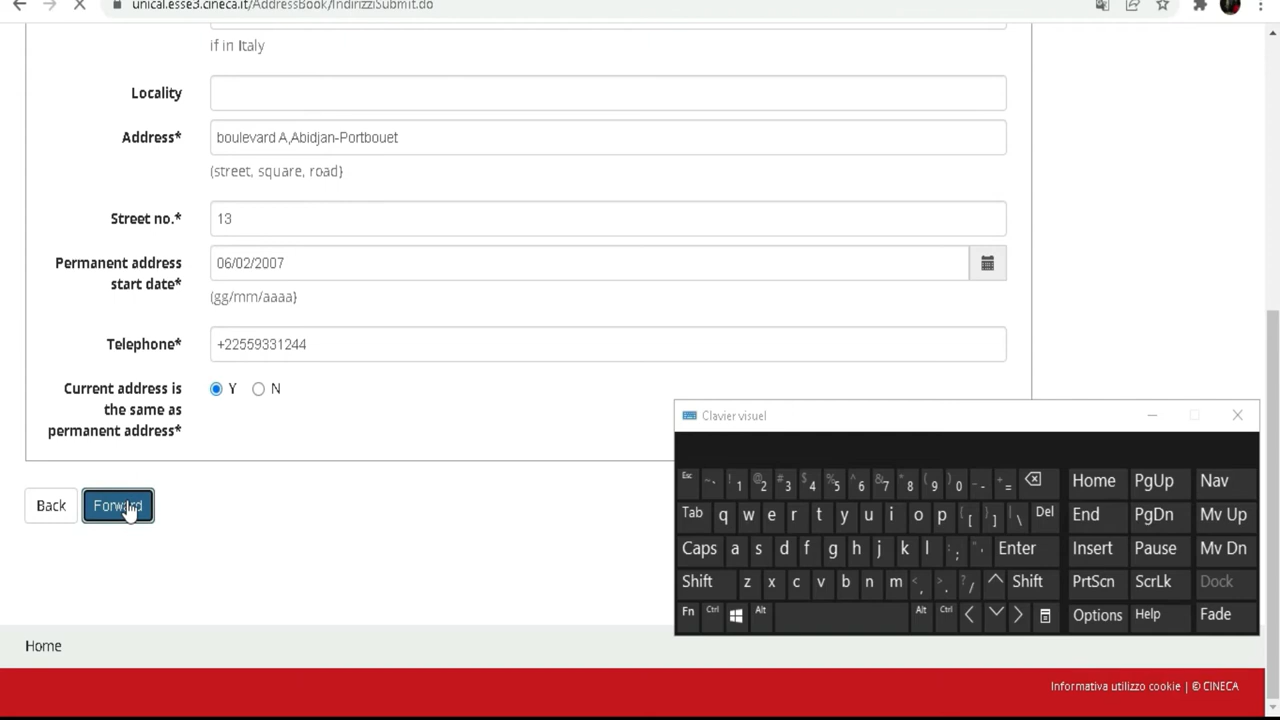 unical.esse3.cineca.it/AddressBook/IndirizziSubmit.do
if in Italy
Locality
Address*
boulevard A,Abidjan-Portbouet
(street, square, road}
Street no.*
13
Permanent address
start date*
06/02/2007
(gg/mm/aaaa}
Telephone*
+22559331244
Current address is
the same as
permanent address*
Y
N
Back
Forward
Clavier visuel
Esc ~ ` ! 1 @ 2 # 3 $ 4 % 5 ^ 6 & 7 * 8 ( 9 ) 0 _ - + = Home PgUp Nav
Tab q w e r t y u i o p { [ } ] | \ Del End PgDn Mv Up
Caps a s d f g h j k l : ; " ' Enter Insert Pause Mv Dn
Shift z x c v b n m < , > . ? / Shift PrtScn ScrLk Dock
Fn Ctrl Alt Alt Ctrl Options Help Fade
Home
Informativa utilizzo cookie | © CINECA